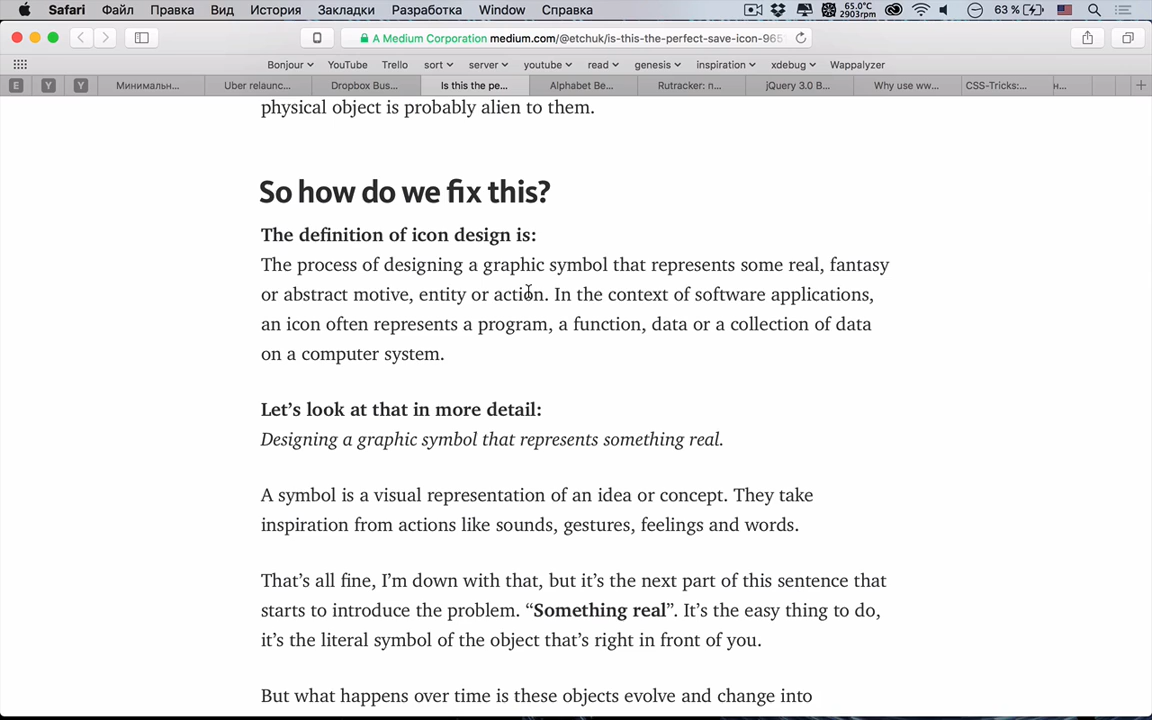 Safari Файл Правка Вид История Закладки Разработка Window Справка 65.0°C 2903rpm 63 %
A Medium Corporation medium.com/@etchuk/is-this-the-perfect-save-icon-965
Bonjour YouTube Trello sort server youtube read genesis inspiration xdebug Wappalyzer
E Y Y Минимальн... Uber relaunc... Dropbox Bus... Is this the pe... Alphabet Be... Rutracker: п... jQuery 3.0 B... Why use ww... CSS-Tricks:... н...
physical object is probably alien to them.
So how do we fix this?
The definition of icon design is:
The process of designing a graphic symbol that represents some real, fantasy
or abstract motive, entity or action. In the context of software applications,
an icon often represents a program, a function, data or a collection of data
on a computer system.
Let’s look at that in more detail:
Designing a graphic symbol that represents something real.
A symbol is a visual representation of an idea or concept. They take
inspiration from actions like sounds, gestures, feelings and words.
That’s all fine, I’m down with that, but it’s the next part of this sentence that
starts to introduce the problem. “Something real”. It’s the easy thing to do,
it’s the literal symbol of the object that’s right in front of you.
But what happens over time is these objects evolve and change into